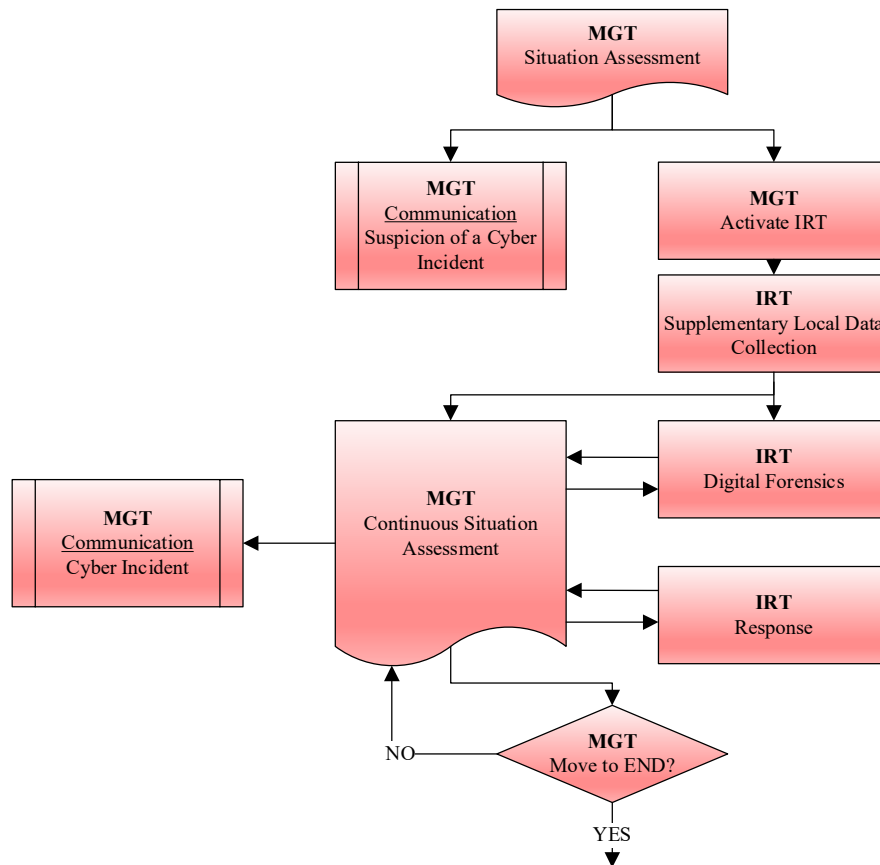 MGT
Situation Assessment
MGT
Communication
Suspicion of a Cyber
Incident
MGT
Activate IRT
IRT
Supplementary Local Data
Collection
MGT
Continuous Situation
Assessment
IRT
Digital Forensics
MGT
Communication
Cyber Incident
IRT
Response
MGT
Move to END?
NO
YES